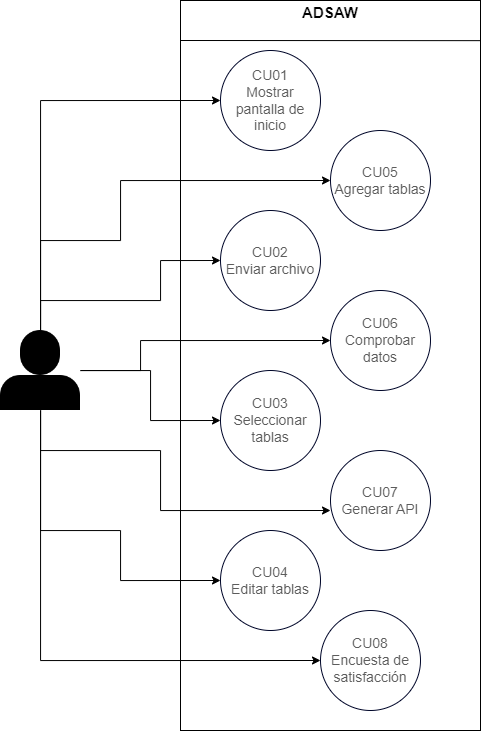 ADSAW
CU01
Mostrar
pantalla de
inicio
CU05
Agregar tablas
CU02
Enviar archivo
CU06
Comprobar
datos
CU03
Seleccionar
tablas
CU07
Generar API
CU04
Editar tablas
CU08
Encuesta de
satisfacción